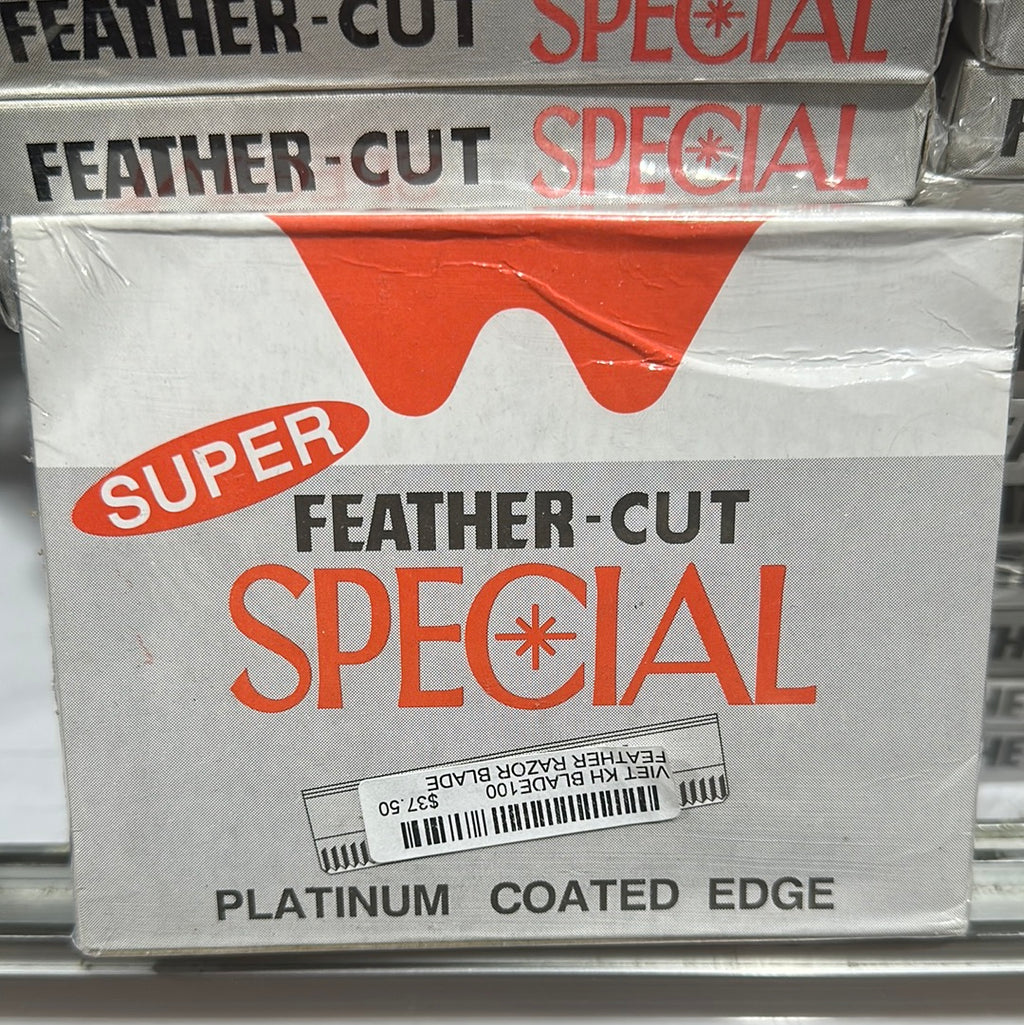 FEATHER-CUT SPECIAL
FEATHER-CUT SPECIAL
SUPER
FEATHER-CUT
SPECIAL
FEATHER RAZOR BLADE
VIET KH BLADE100 $37.50
PLATINUM COATED EDGE